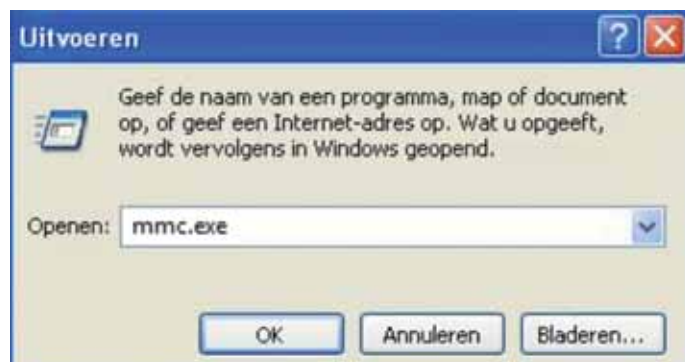 Uitvoeren
Geef de naam van een programma, map of document
op, of geef een Internet-adres op. Wat u opgeeft,
wordt vervolgens in Windows geopend.
Openen: mmc.exe
OK Annuleren Bladeren...